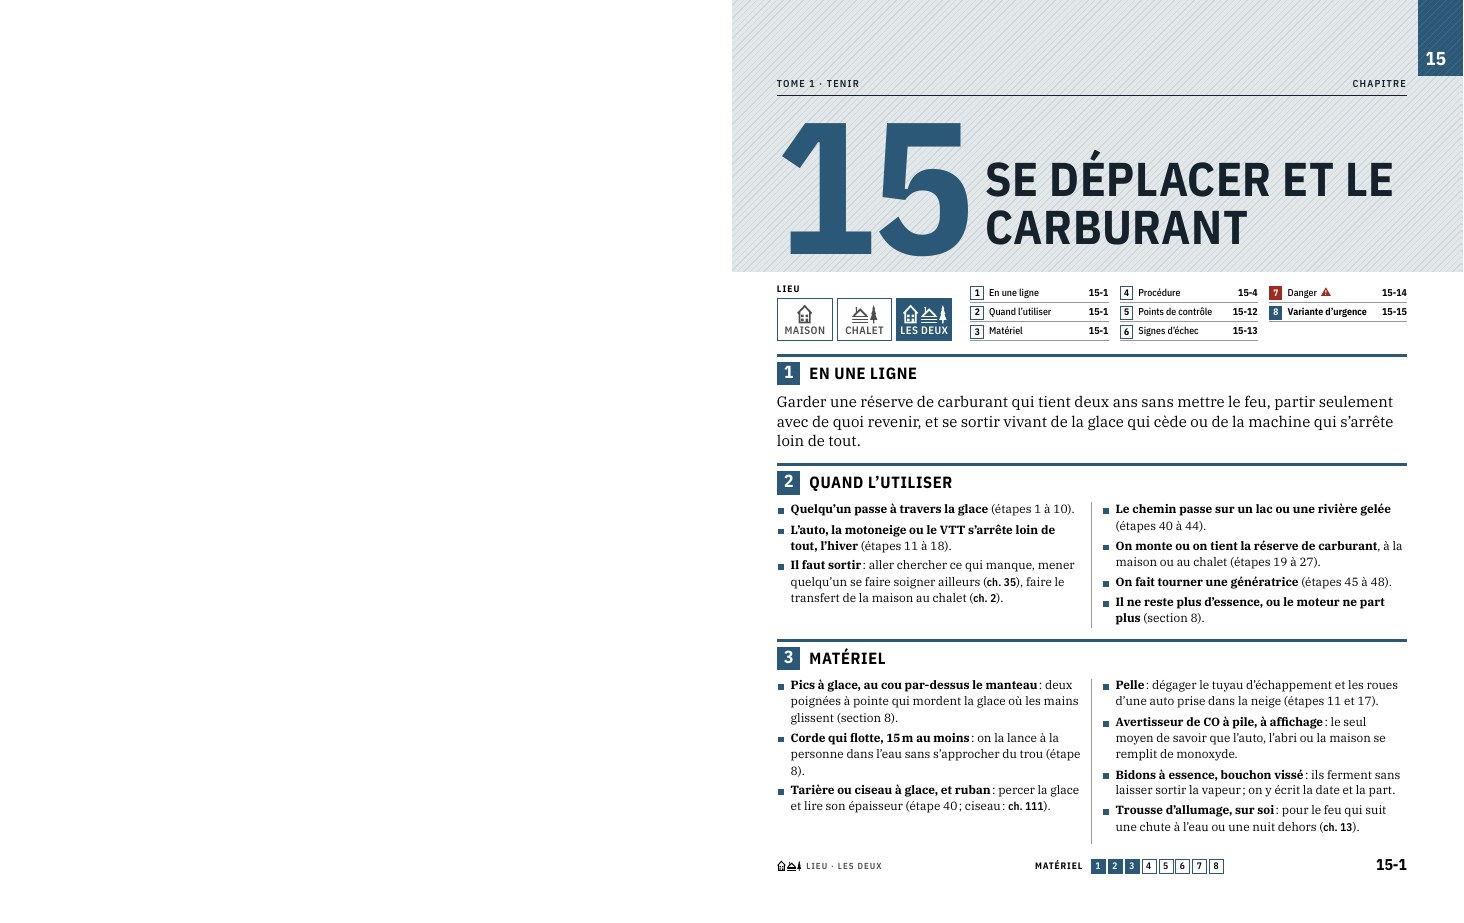 15
TOME 1 · TENIR
CHAPITRE
15
SE DÉPLACER ET LE
CARBURANT
LIEU
MAISON
CHALET
LES DEUX
1 En une ligne 15-1
2 Quand l’utiliser 15-1
3 Matériel 15-1
4 Procédure 15-4
5 Points de contrôle 15-12
6 Signes d’échec 15-13
7 Danger 15-14
8 Variante d’urgence 15-15
1 EN UNE LIGNE
Garder une réserve de carburant qui tient deux ans sans mettre le feu, partir seulement
avec de quoi revenir, et se sortir vivant de la glace qui cède ou de la machine qui s’arrête
loin de tout.
2 QUAND L’UTILISER
Quelqu’un passe à travers la glace (étapes 1 à 10).
L’auto, la motoneige ou le VTT s’arrête loin de
tout, l’hiver (étapes 11 à 18).
Il faut sortir : aller chercher ce qui manque, mener
quelqu’un se faire soigner ailleurs (ch. 35), faire le
transfert de la maison au chalet (ch. 2).
Le chemin passe sur un lac ou une rivière gelée
(étapes 40 à 44).
On monte ou on tient la réserve de carburant, à la
maison ou au chalet (étapes 19 à 27).
On fait tourner une génératrice (étapes 45 à 48).
Il ne reste plus d’essence, ou le moteur ne part
plus (section 8).
3 MATÉRIEL
Pics à glace, au cou par-dessus le manteau : deux
poignées à pointe qui mordent la glace où les mains
glissent (section 8).
Corde qui flotte, 15 m au moins : on la lance à la
personne dans l’eau sans s’approcher du trou (étape
8).
Tarière ou ciseau à glace, et ruban : percer la glace
et lire son épaisseur (étape 40 ; ciseau : ch. 111).
Pelle : dégager le tuyau d’échappement et les roues
d’une auto prise dans la neige (étapes 11 et 17).
Avertisseur de CO à pile, à affichage : le seul
moyen de savoir que l’auto, l’abri ou la maison se
remplit de monoxyde.
Bidons à essence, bouchon vissé : ils ferment sans
laisser sortir la vapeur ; on y écrit la date et la part.
Trousse d’allumage, sur soi : pour le feu qui suit
une chute à l’eau ou une nuit dehors (ch. 13).
LIEU · LES DEUX
MATÉRIEL 1 2 3 4 5 6 7 8
15-1